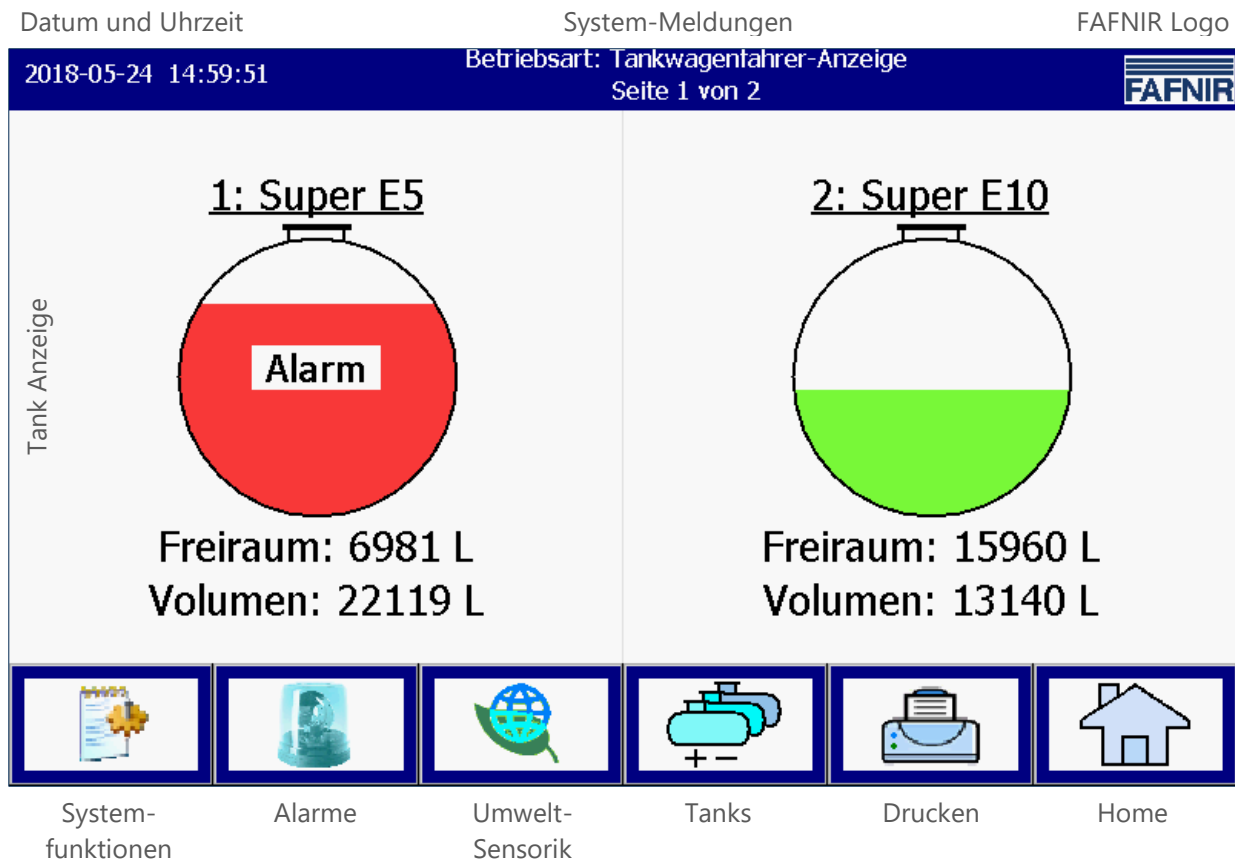 Datum und Uhrzeit
System-Meldungen
FAFNIR Logo
2018-05-24 14:59:51
Betriebsart: Tankwagenfahrer-Anzeige
Seite 1 von 2
FAFNIR
Tank Anzeige
1: Super E5
Alarm
Freiraum: 6981 L
Volumen: 22119 L
2: Super E10
Freiraum: 15960 L
Volumen: 13140 L
System-
funktionen
Alarme
Umwelt-
Sensorik
Tanks
Drucken
Home